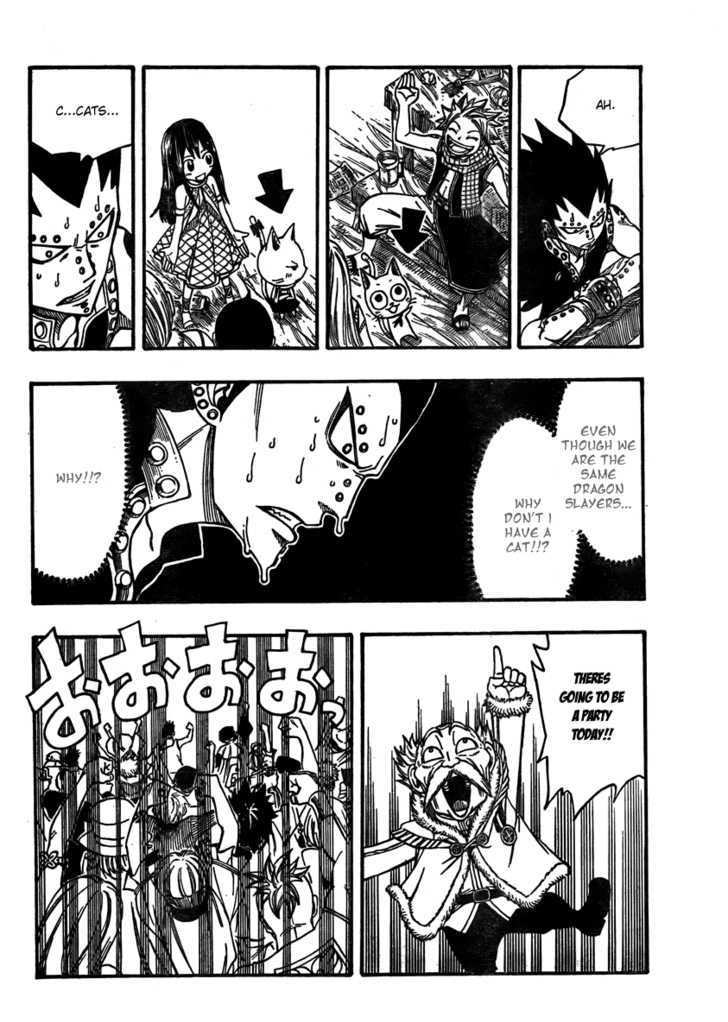 AH.
C...CATS...
EVEN
THOUGH WE
ARE THE
SAME
DRAGON
SLAYERS...
WHY
DON'T I
HAVE A
CAT!!?
WHY!!?
THERES
GOING TO BE
A PARTY
TODAY!!
おおおおっ